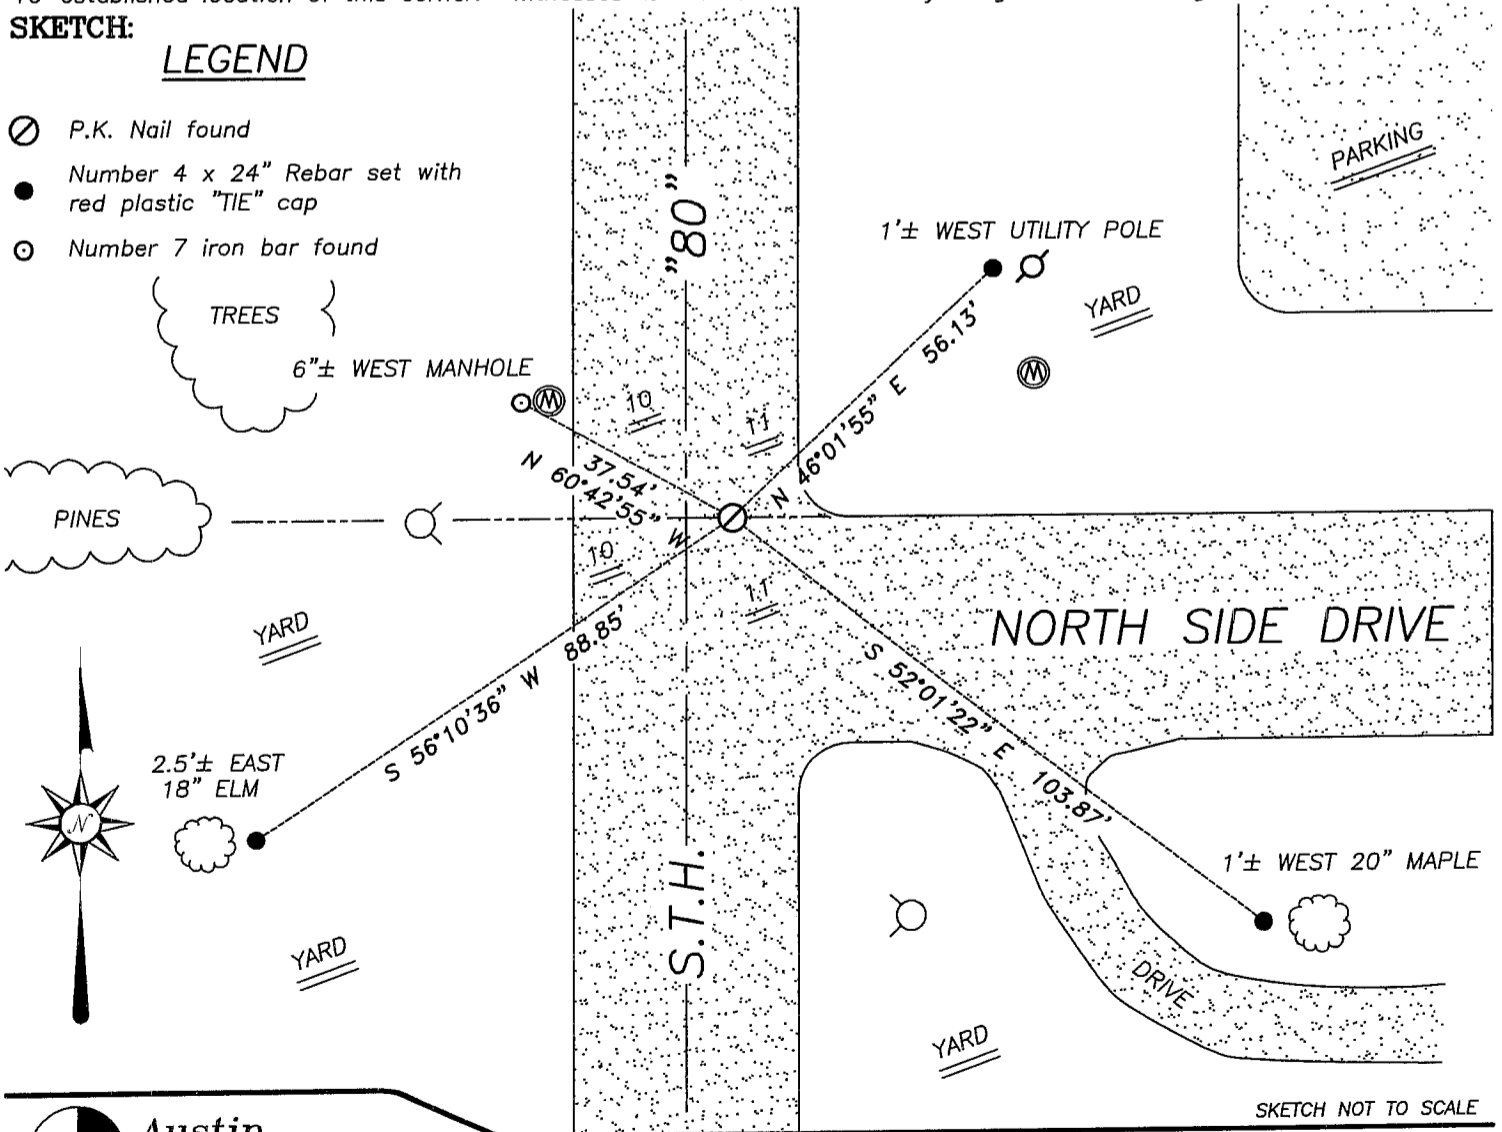 SKETCH:
LEGEND
P.K. Nail found
Number 4 x 24" Rebar set with
red plastic "TIE" cap
Number 7 iron bar found
TREES
6"± WEST MANHOLE
M
"80"
10
11
1'± WEST UTILITY POLE
PARKING
YARD
M
N 46°01'55" E 56.13'
37.54'
N 60°42'55" W
PINES
10
11
YARD
NORTH SIDE DRIVE
S 56°10'36" W 88.85'
S 52°01'22" E 103.87'
2.5'± EAST
18" ELM
N
1'± WEST 20" MAPLE
S.T.H.
YARD
DRIVE
YARD
SKETCH NOT TO SCALE
Austin